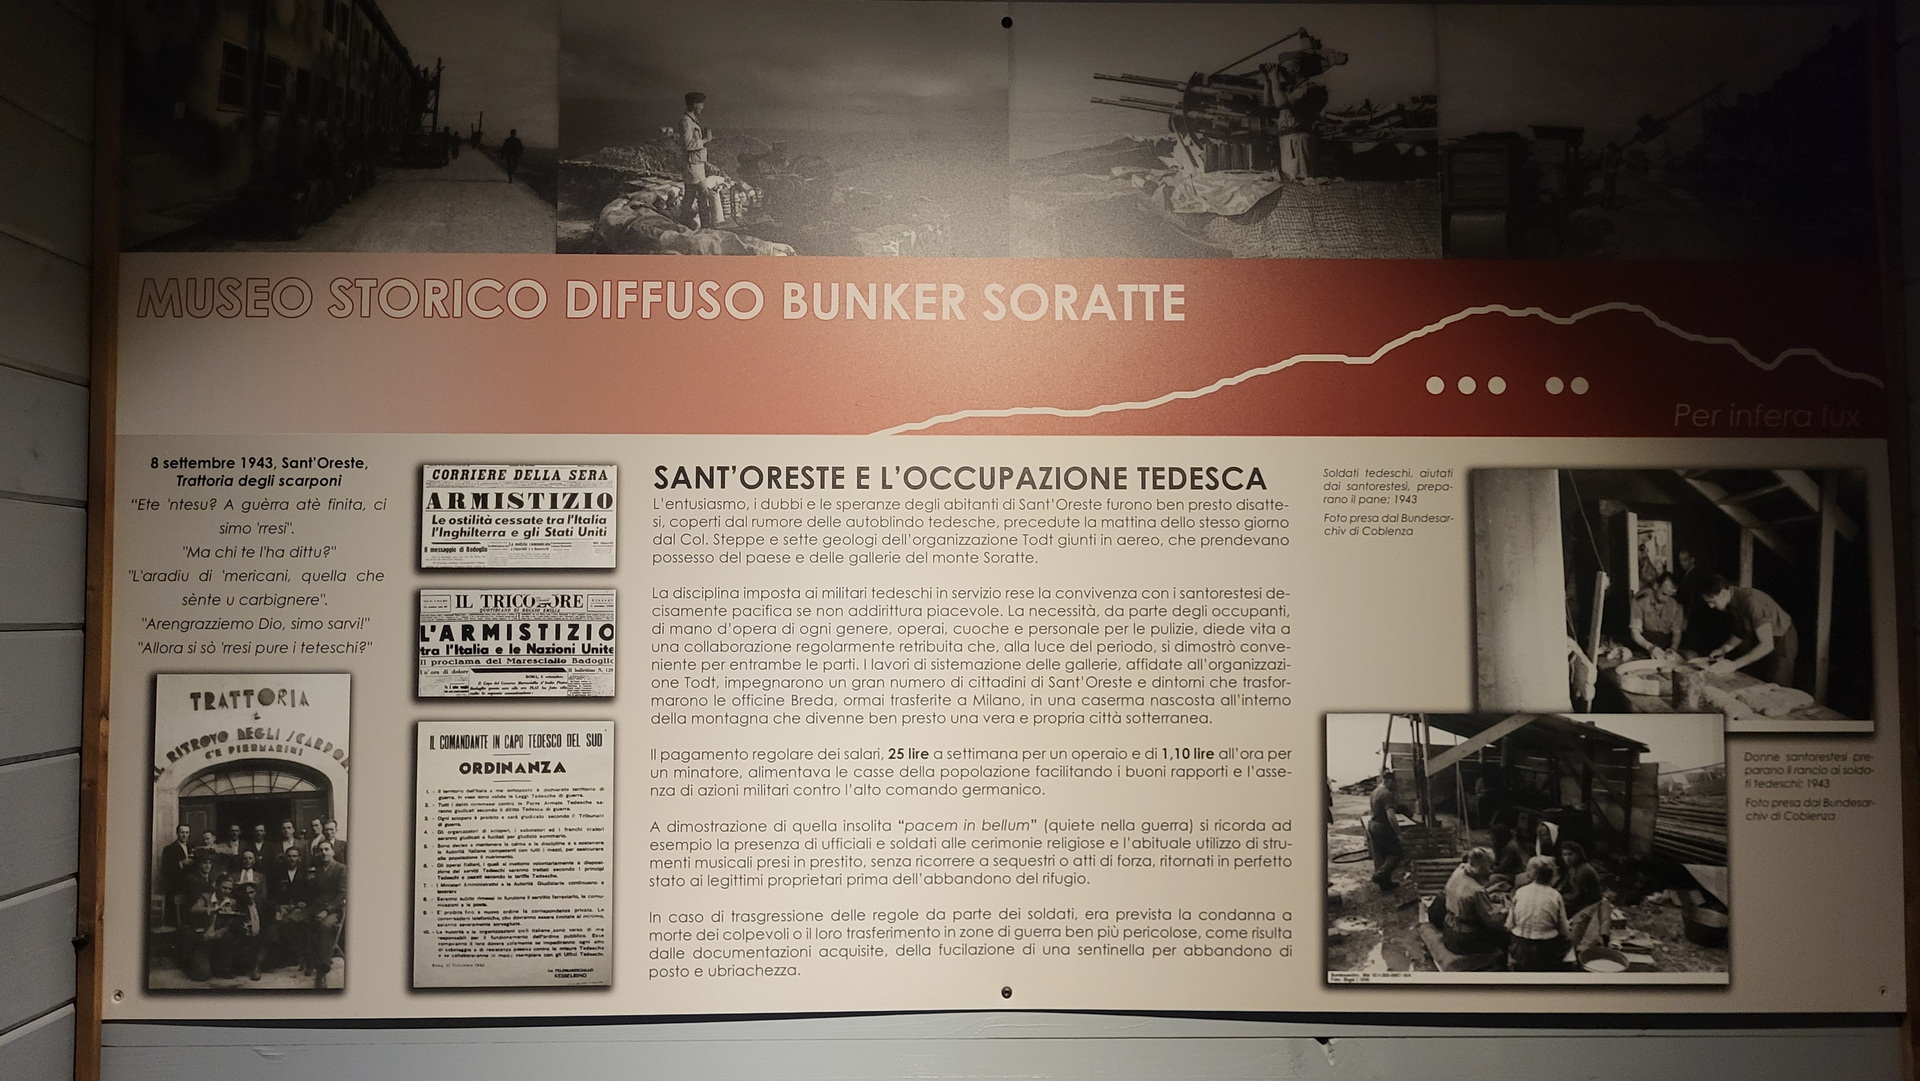 MUSEO STORICO DIFFUSO BUNKER SORATTE
Per infera lux
8 settembre 1943, Sant'Oreste,
Trattoria degli scarponi
"Ete 'ntesu? A guèrra atè finita, ci
simo 'rresi".
"Ma chi te l'ha dittu?"
"L'aradiu di 'mericani, quella che
sènte u carbignere".
"Arengrazziemo Dio, simo sarvi!"
"Allora si sò 'rresi pure i teteschi?"
TRATTORIA
RITROVO DEGLI SCARPO
C'È PIERMARINI
CORRIERE DELLA SERA
ARMISTIZIO
Le ostilità cessate tra l'Italia
l'Inghilterra e gli Stati Uniti
Il messaggio di Badoglio
IL TRICOLORE
QUOTIDIANO DI REGGIO EMILIA
L'ARMISTIZIO
tra l'Italia e le Nazioni Unite
Il proclama del Maresciallo Badoglio
IL COMANDANTE IN CAPO TEDESCO DEL SUD
ORDINANZA
KESSELRING
SANT'ORESTE E L'OCCUPAZIONE TEDESCA
L'entusiasmo, i dubbi e le speranze degli abitanti di Sant'Oreste furono ben presto disatte-
si, coperti dal rumore delle autoblindo tedesche, precedute la mattina dello stesso giorno
dal Col. Steppe e sette geologi dell'organizzazione Todt giunti in aereo, che prendevano
possesso del paese e delle gallerie del monte Soratte.
La disciplina imposta ai militari tedeschi in servizio rese la convivenza con i santorestesi de-
cisamente pacifica se non addirittura piacevole. La necessità, da parte degli occupanti,
di mano d'opera di ogni genere, operai, cuoche e personale per le pulizie, diede vita a
una collaborazione regolarmente retribuita che, alla luce del periodo, si dimostrò conve-
niente per entrambe le parti. I lavori di sistemazione delle gallerie, affidate all'organizzazi-
one Todt, impegnarono un gran numero di cittadini di Sant'Oreste e dintorni che trasfor-
marono le officine Breda, ormai trasferite a Milano, in una caserma nascosta all'interno
della montagna che divenne ben presto una vera e propria città sotterranea.
Il pagamento regolare dei salari, 25 lire a settimana per un operaio e di 1,10 lire all'ora per
un minatore, alimentava le casse della popolazione facilitando i buoni rapporti e l'asse-
nza di azioni militari contro l'alto comando germanico.
A dimostrazione di quella insolita "pacem in bellum" (quiete nella guerra) si ricorda ad
esempio la presenza di ufficiali e soldati alle cerimonie religiose e l'abituale utilizzo di stru-
menti musicali presi in prestito, senza ricorrere a sequestri o atti di forza, ritornati in perfetto
stato ai legittimi proprietari prima dell'abbandono del rifugio.
In caso di trasgressione delle regole da parte dei soldati, era prevista la condanna a
morte dei colpevoli o il loro trasferimento in zone di guerra ben più pericolose, come risulta
dalle documentazioni acquisite, della fucilazione di una sentinella per abbandono di
posto e ubriachezza.
Soldati tedeschi, aiutati
dai santorestesi, prepa-
rano il pane; 1943
Foto presa dal Bundesar-
chiv di Coblenza
Donne santorestesi pre-
parano il rancio ai solda-
ti tedeschi; 1943
Foto presa dal Bundesar-
chiv di Coblenza